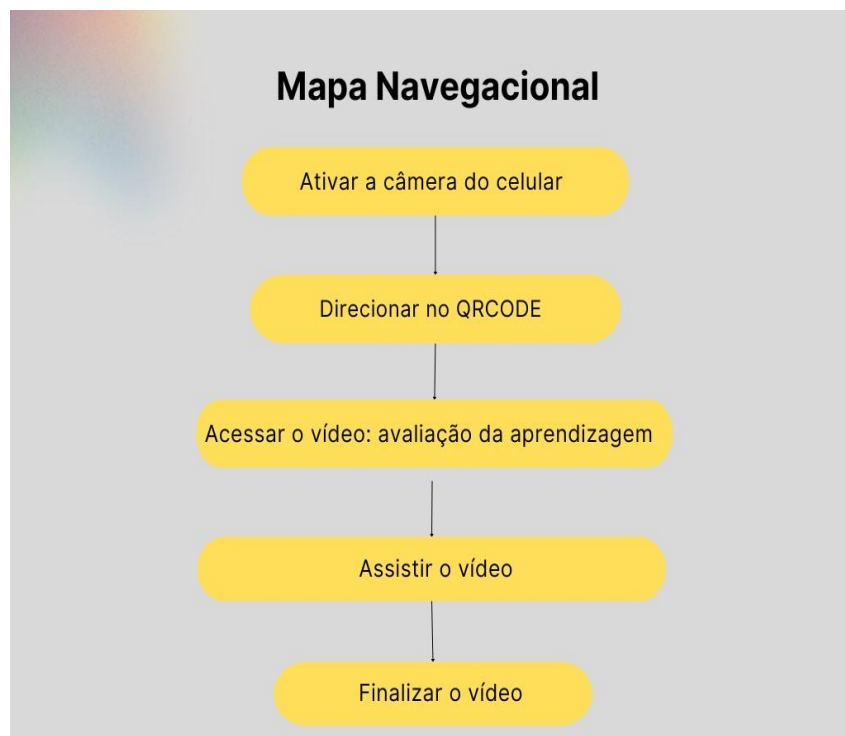 Mapa Navegacional
Ativar a câmera do celular
Direcionar no QRCODE
Acessar o vídeo: avaliação da aprendizagem
Assistir o vídeo
Finalizar o vídeo